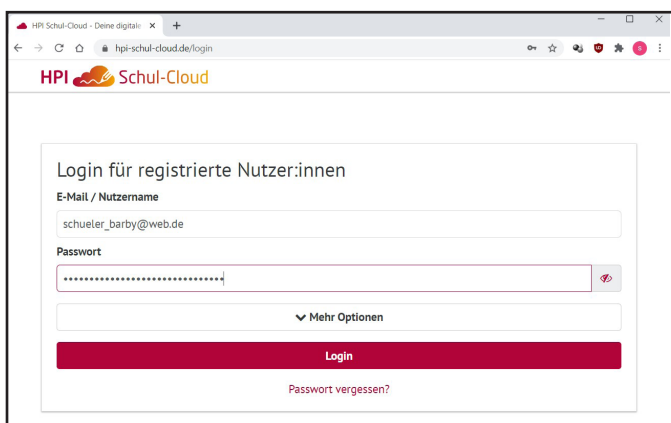 HPI Schul-Cloud - Deine digitale
hpi-schul-cloud.de/login
HPI Schul-Cloud
Login für registrierte Nutzer:innen
E-Mail / Nutzername
schueler_barby@web.de
Passwort
Mehr Optionen
Login
Passwort vergessen?